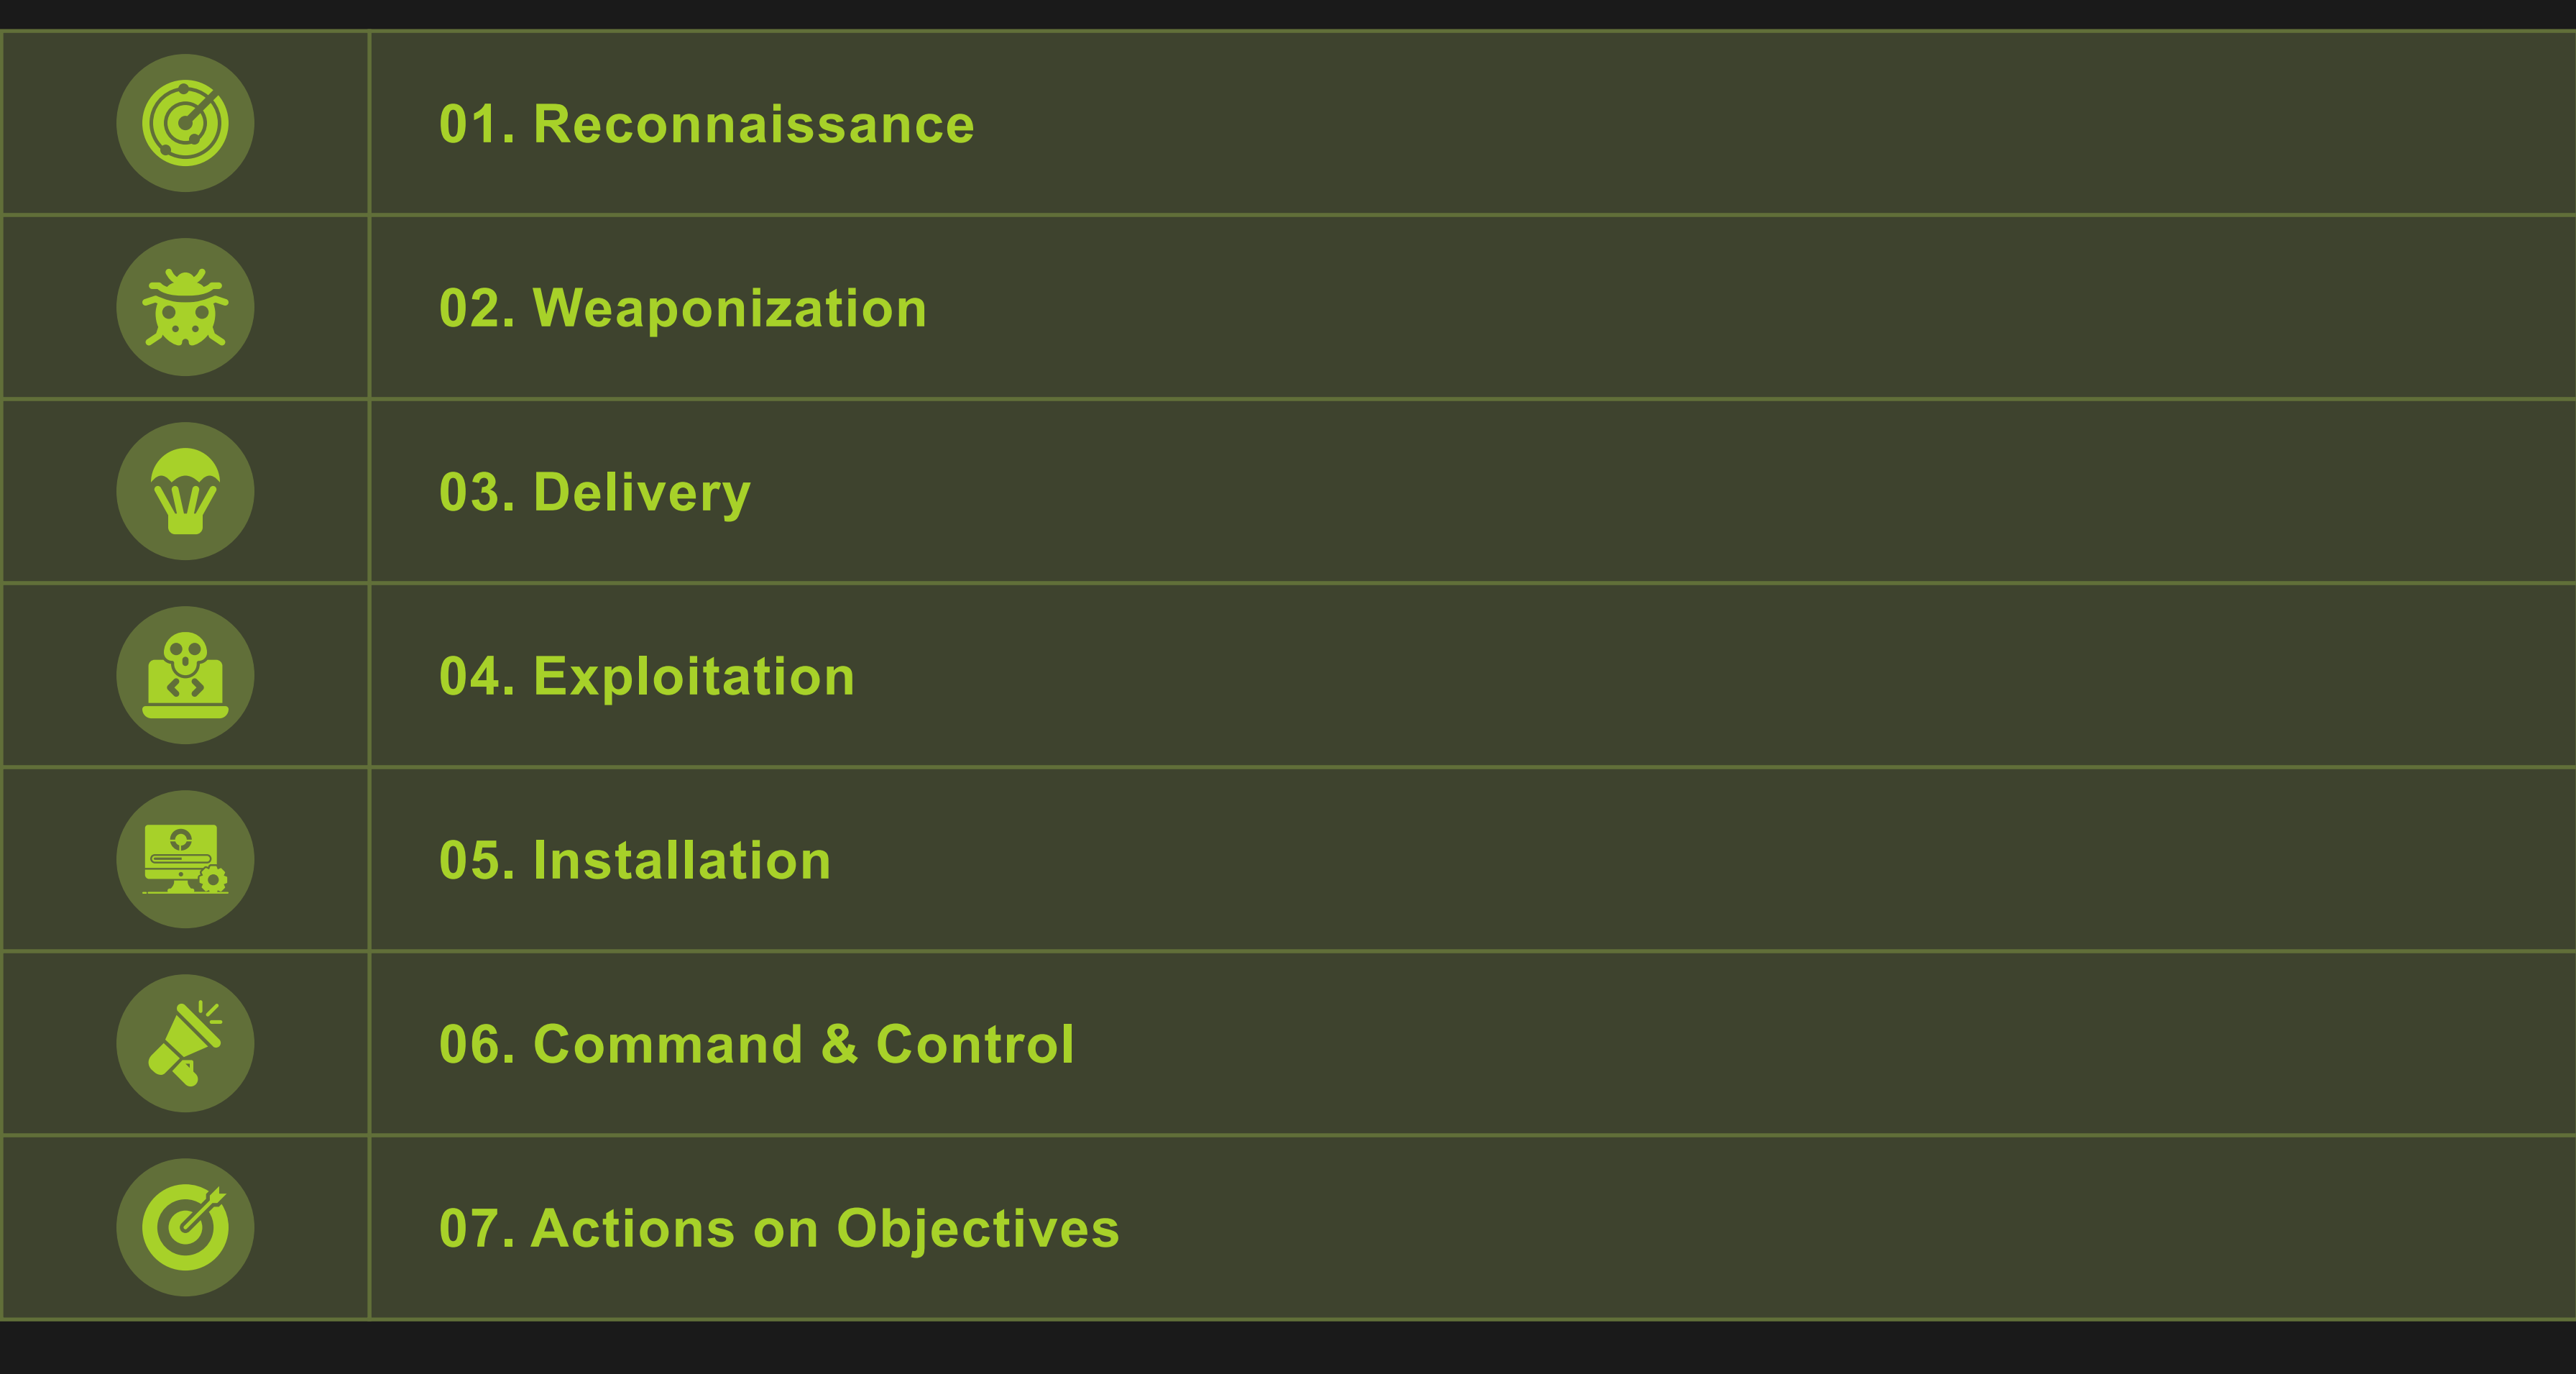 01. Reconnaissance
02. Weaponization
03. Delivery
04. Exploitation
05. Installation
06. Command & Control
07. Actions on Objectives